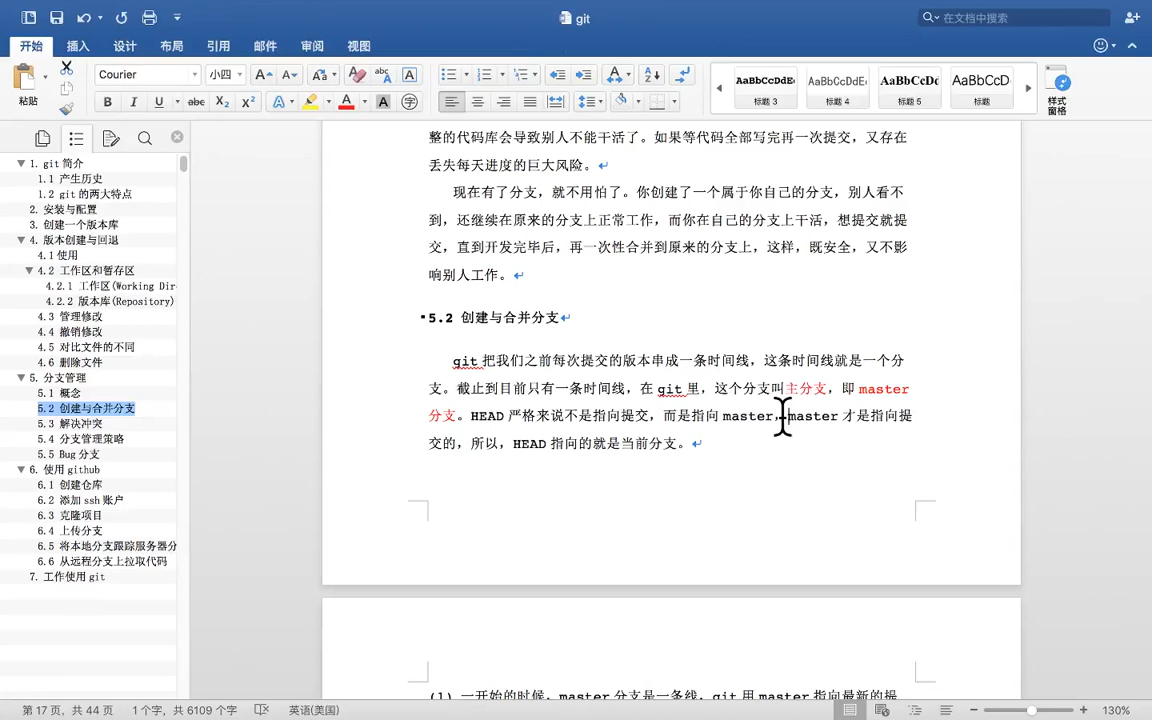 git
在文档中搜索
开始 插入 设计 布局 引用 邮件 审阅 视图
粘贴
Courier
小四
AaBbCcDdE
标题 3
AaBbCcDdE
标题 4
AaBbCcDc
标题 5
AaBbCcD
标题
样式
窗格
1. git 简介
1.1 产生历史
1.2 git 的两大特点
2. 安装与配置
3. 创建一个版本库
4. 版本创建与回退
4.1 使用
4.2 工作区和暂存区
4.2.1 工作区(Working Dir
4.2.2 版本库(Repository)
4.3 管理修改
4.4 撤销修改
4.5 对比文件的不同
4.6 删除文件
5. 分支管理
5.1 概念
5.2 创建与合并分支
5.3 解决冲突
5.4 分支管理策略
5.5 Bug 分支
6. 使用 github
6.1 创建仓库
6.2 添加 ssh 账户
6.3 克隆项目
6.4 上传分支
6.5 将本地分支跟踪服务器分
6.6 从远程分支上拉取代码
7. 工作使用 git
整的代码库会导致别人不能干活了。如果等代码全部写完再一次提交，又存在
丢失每天进度的巨大风险。
现在有了分支，就不用怕了。你创建了一个属于你自己的分支，别人看不
到，还继续在原来的分支上正常工作，而你在自己的分支上干活，想提交就提
交，直到开发完毕后，再一次性合并到原来的分支上，这样，既安全，又不影
响别人工作。
5.2 创建与合并分支
git 把我们之前每次提交的版本串成一条时间线，这条时间线就是一个分
支。截止到目前只有一条时间线，在 git 里，这个分支叫主分支，即 master
分支。HEAD 严格来说不是指向提交，而是指向 master，master 才是指向提
交的，所以，HEAD 指向的就是当前分支。
(1) 一开始的时候，master 分支是一条线，git 用 master 指向最新的提
第 17 页，共 44 页 1 个字，共 6109 个字 英语(美国) 130%